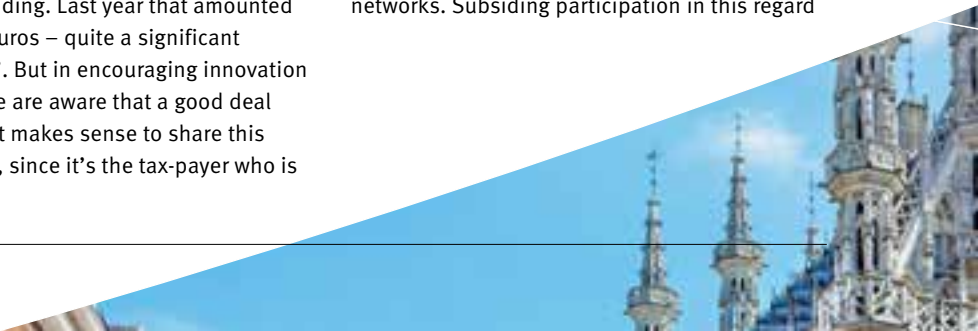 ding. Last year that amounted
uros – quite a significant
. But in encouraging innovation
e are aware that a good deal
t makes sense to share this
, since it's the tax-payer who is
networks. Subsiding participation in this regard